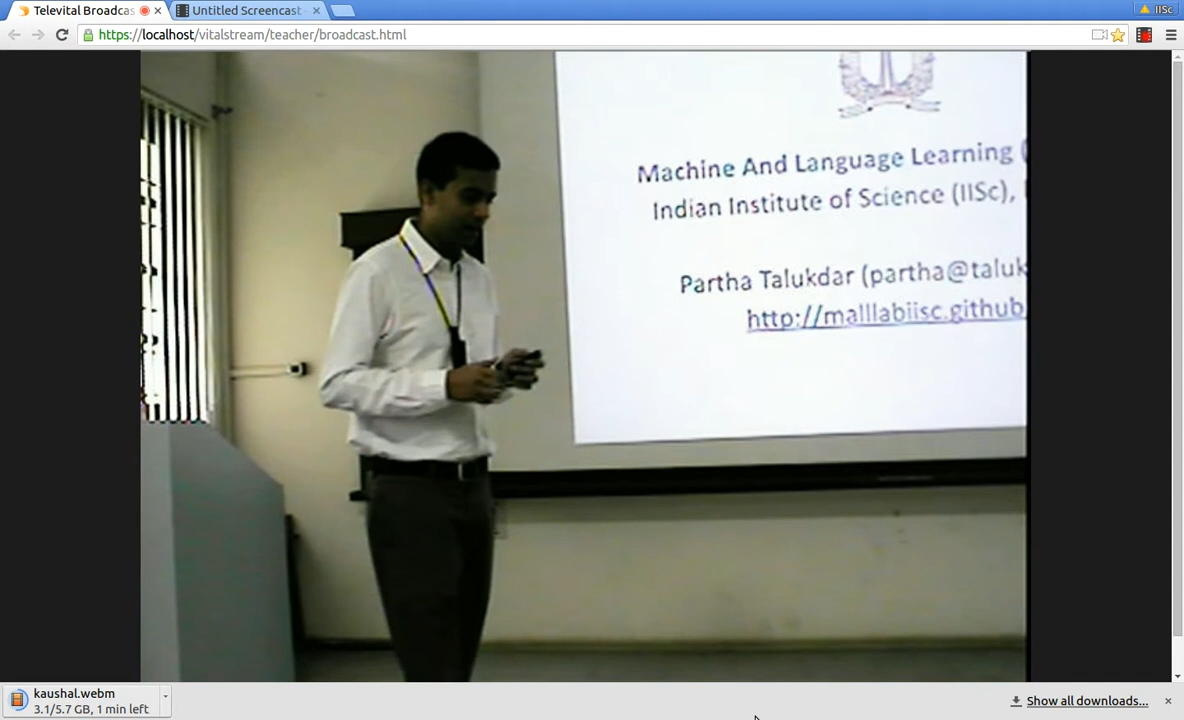 Televital Broadcas
Untitled Screencast
IISc
https://localhost/vitalstream/teacher/broadcast.html
Machine And Language Learning (
Indian Institute of Science (IISc),
Partha Talukdar (partha@taluk
http://malllabiisc.github
kaushal.webm
3.1/5.7 GB, 1 min left
Show all downloads...